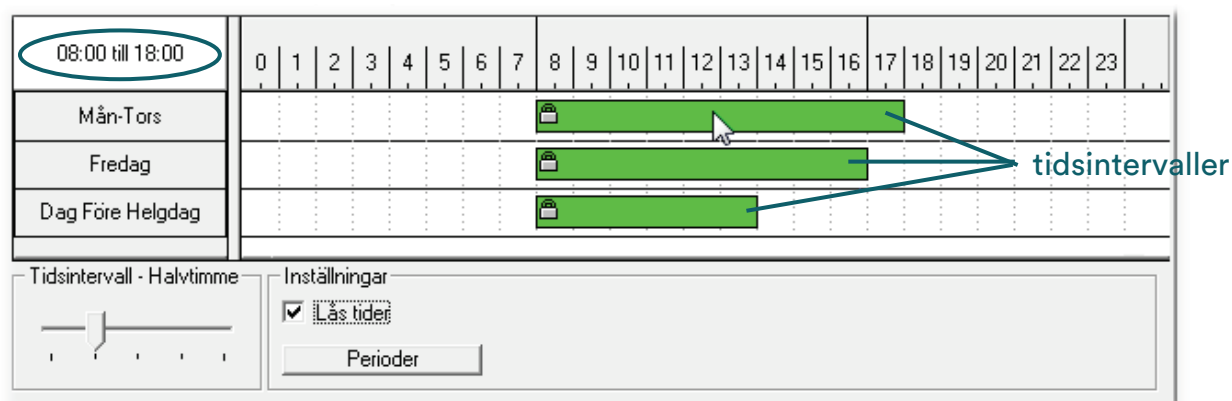 08:00 till 18:00
0 1 2 3 4 5 6 7 8 9 10 11 12 13 14 15 16 17 18 19 20 21 22 23
Mån-Tors
Fredag
tidsintervaller
Dag Före Helgdag
Tidsintervall - Halvtimme
Inställningar
Lås tider
Perioder